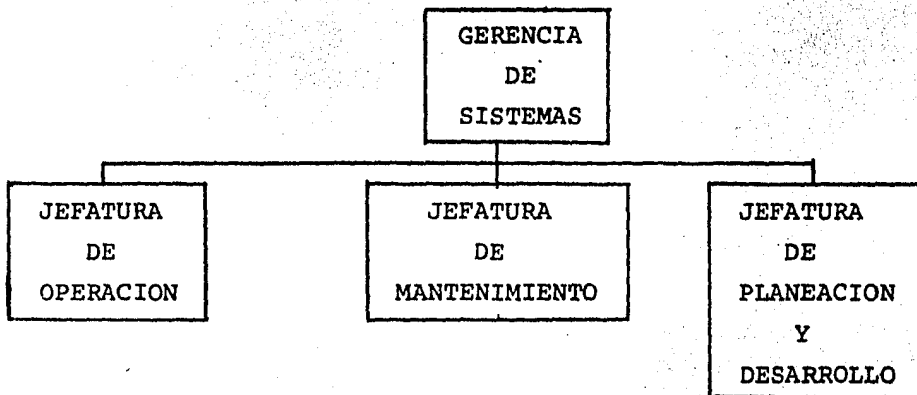 GERENCIA
DE
SISTEMAS
JEFATURA
DE
OPERACION
JEFATURA
DE
MANTENIMIENTO
JEFATURA
DE
PLANEACION
Y
DESARROLLO